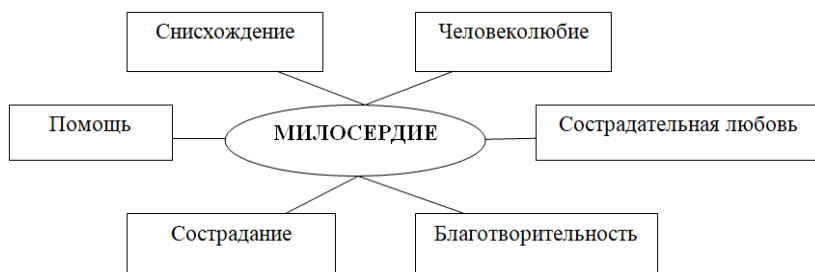 Снисхождение
Человеколюбие
Помощь
МИЛОСЕРДИЕ
Сострадательная любовь
Сострадание
Благотворительность